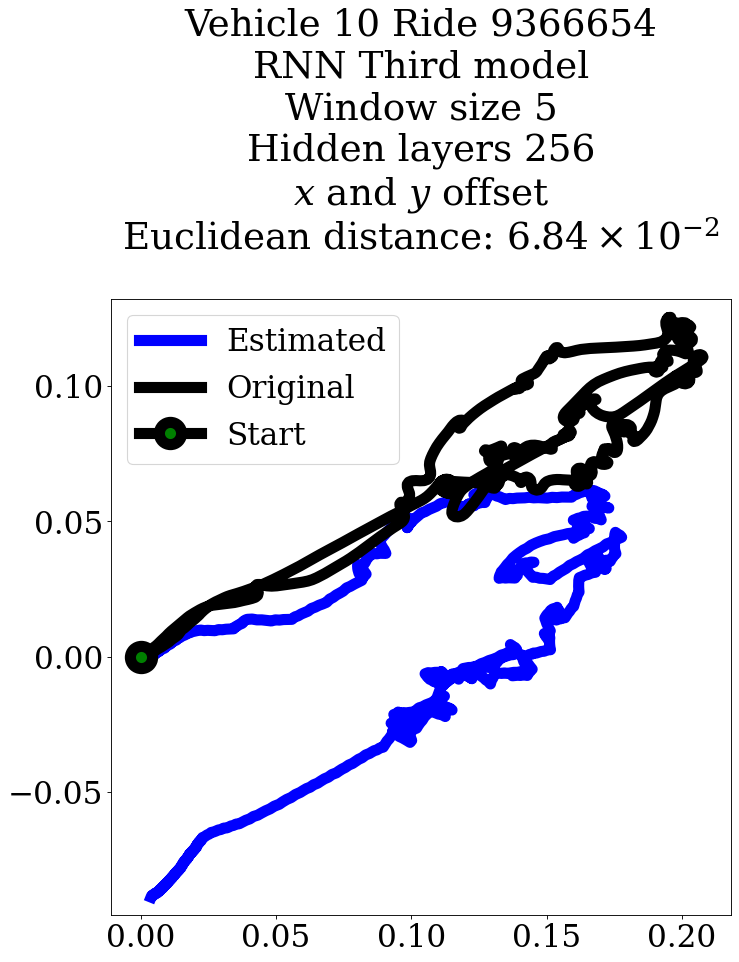 Vehicle 10 Ride 9366654
RNN Third model
Window size 5
Hidden layers 256
x and y offset
Euclidean distance: 6.84 × 10⁻²
Estimated
Original
Start
0.10
0.05
0.00
−0.05
0.00 0.05 0.10 0.15 0.20